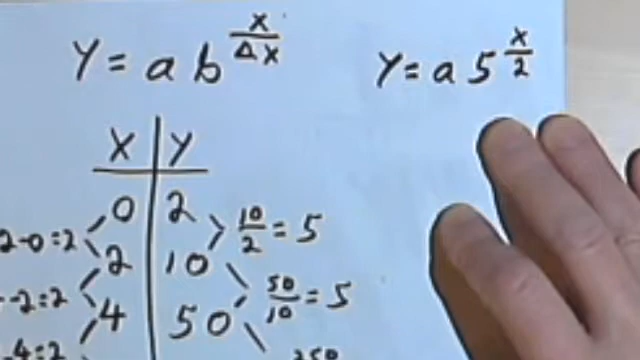 Y = a b^(x/Δx)    Y = a 5^(x/2)
X Y
0 2
2-0=2    10/2 = 5
2 10
-2=2    50/10 = 5
4 50
4=2    250